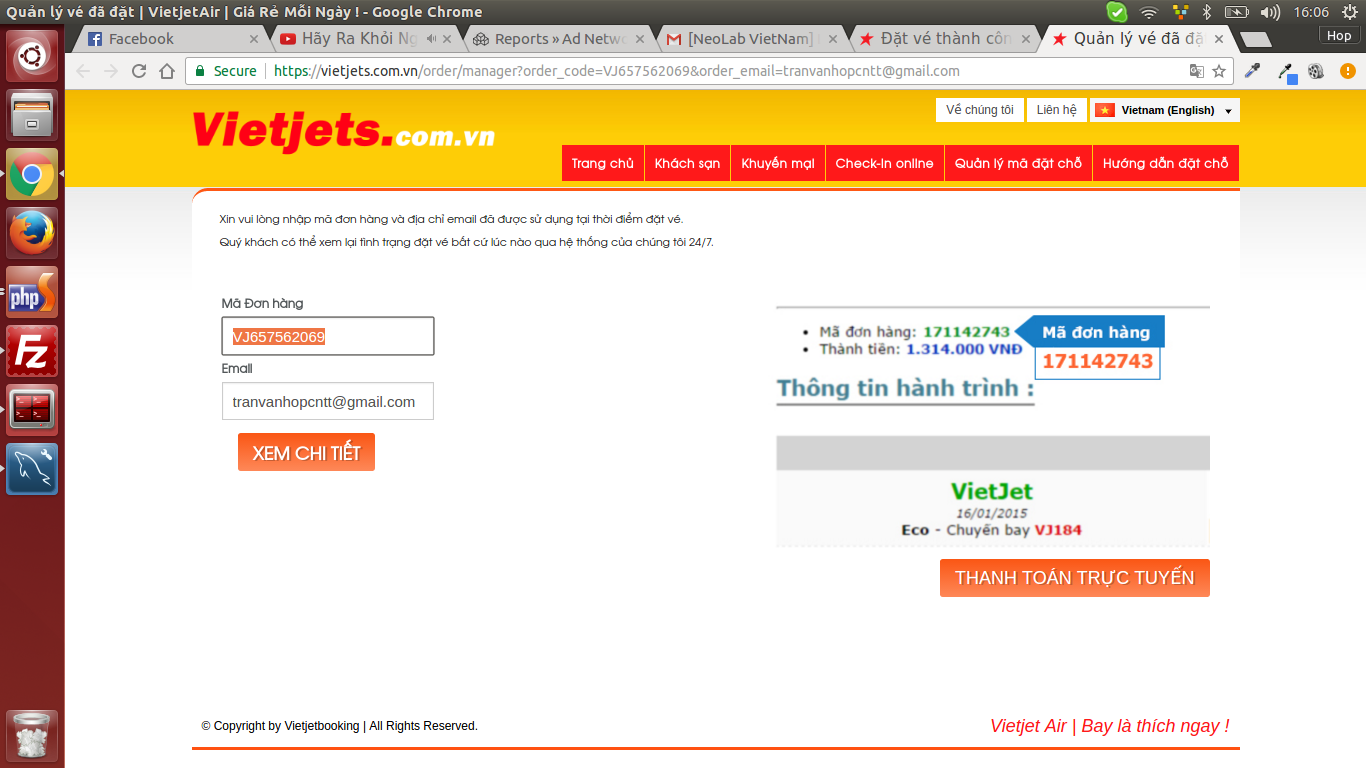 Quản lý vé đã đặt | VietjetAir | Giá Rẻ Mỗi Ngày ! - Google Chrome
16:06
Facebook
Hãy Ra Khỏi Ng
Reports » Ad Netwo
[NeoLab VietNam]
Đặt vé thành côn
Quản lý vé đã đặ
Hop
Secure
https://vietjets.com.vn/order/manager?order_code=VJ657562069&order_email=tranvanhopcntt@gmail.com
Vietjets.com.vn
Về chúng tôi
Liên hệ
Vietnam (English)
Trang chủ
Khách sạn
Khuyến mại
Check-In online
Quản lý mã đặt chỗ
Hướng dẫn đặt chỗ
Xin vui lòng nhập mã đơn hàng và địa chỉ email đã được sử dụng tại thời điểm đặt vé.
Quý khách có thể xem lại tình trạng đặt vé bất cứ lúc nào qua hệ thống của chúng tôi 24/7.
Mã Đơn hàng
VJ657562069
Email
tranvanhopcntt@gmail.com
XEM CHI TIẾT
Mã đơn hàng: 171142743
Mã đơn hàng
Thành tiền: 1.314.000 VNĐ
171142743
Thông tin hành trình :
VietJet
16/01/2015
Eco - Chuyến bay VJ184
THANH TOÁN TRỰC TUYẾN
© Copyright by Vietjetbooking | All Rights Reserved.
Vietjet Air | Bay là thích ngay !
php
Fz